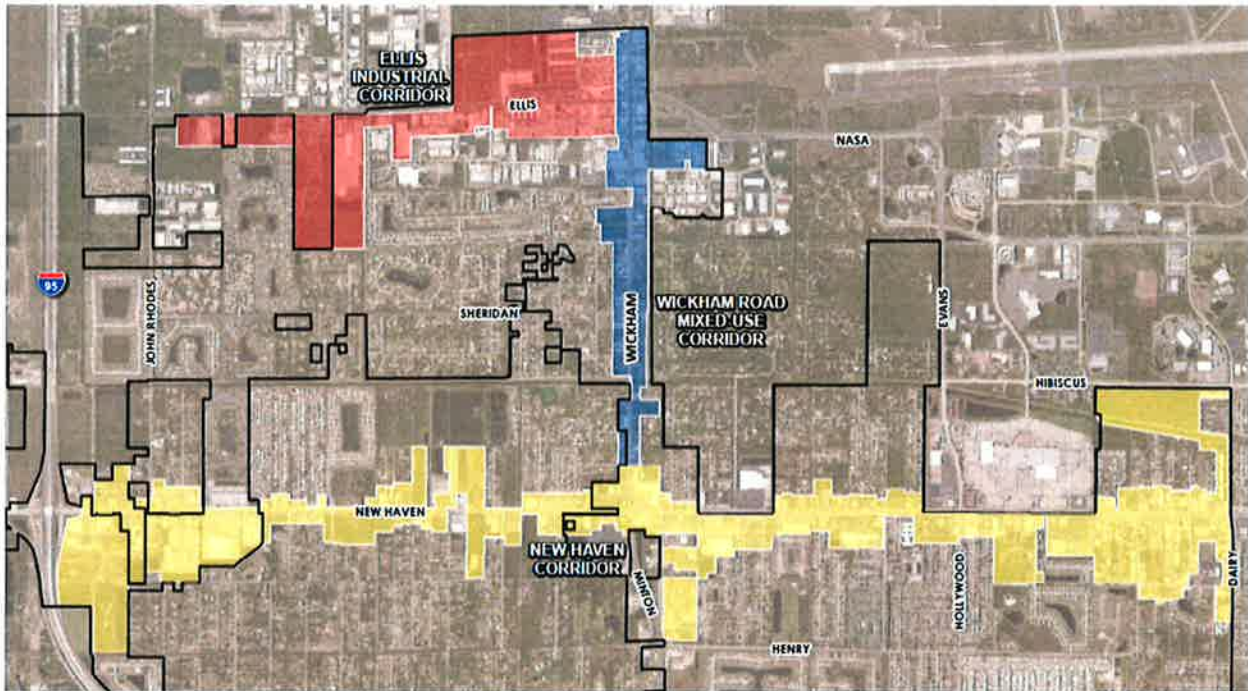 ELLIS
INDUSTRIAL
CORRIDOR
ELLIS
NASA
95
JOHN RHODES
SHERIDAN
WICKHAM
WICKHAM ROAD
MIXED-USE
CORRIDOR
EVANS
HIBISCUS
NEW HAVEN
NEW HAVEN
CORRIDOR
MINTON
HOLLYWOOD
DAIRY
HENRY